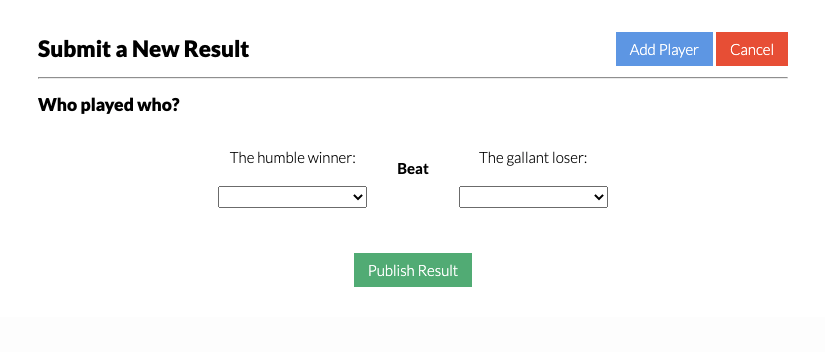 Submit a New Result
Add Player
Cancel
Who played who?
The humble winner:
Beat
The gallant loser:
Publish Result